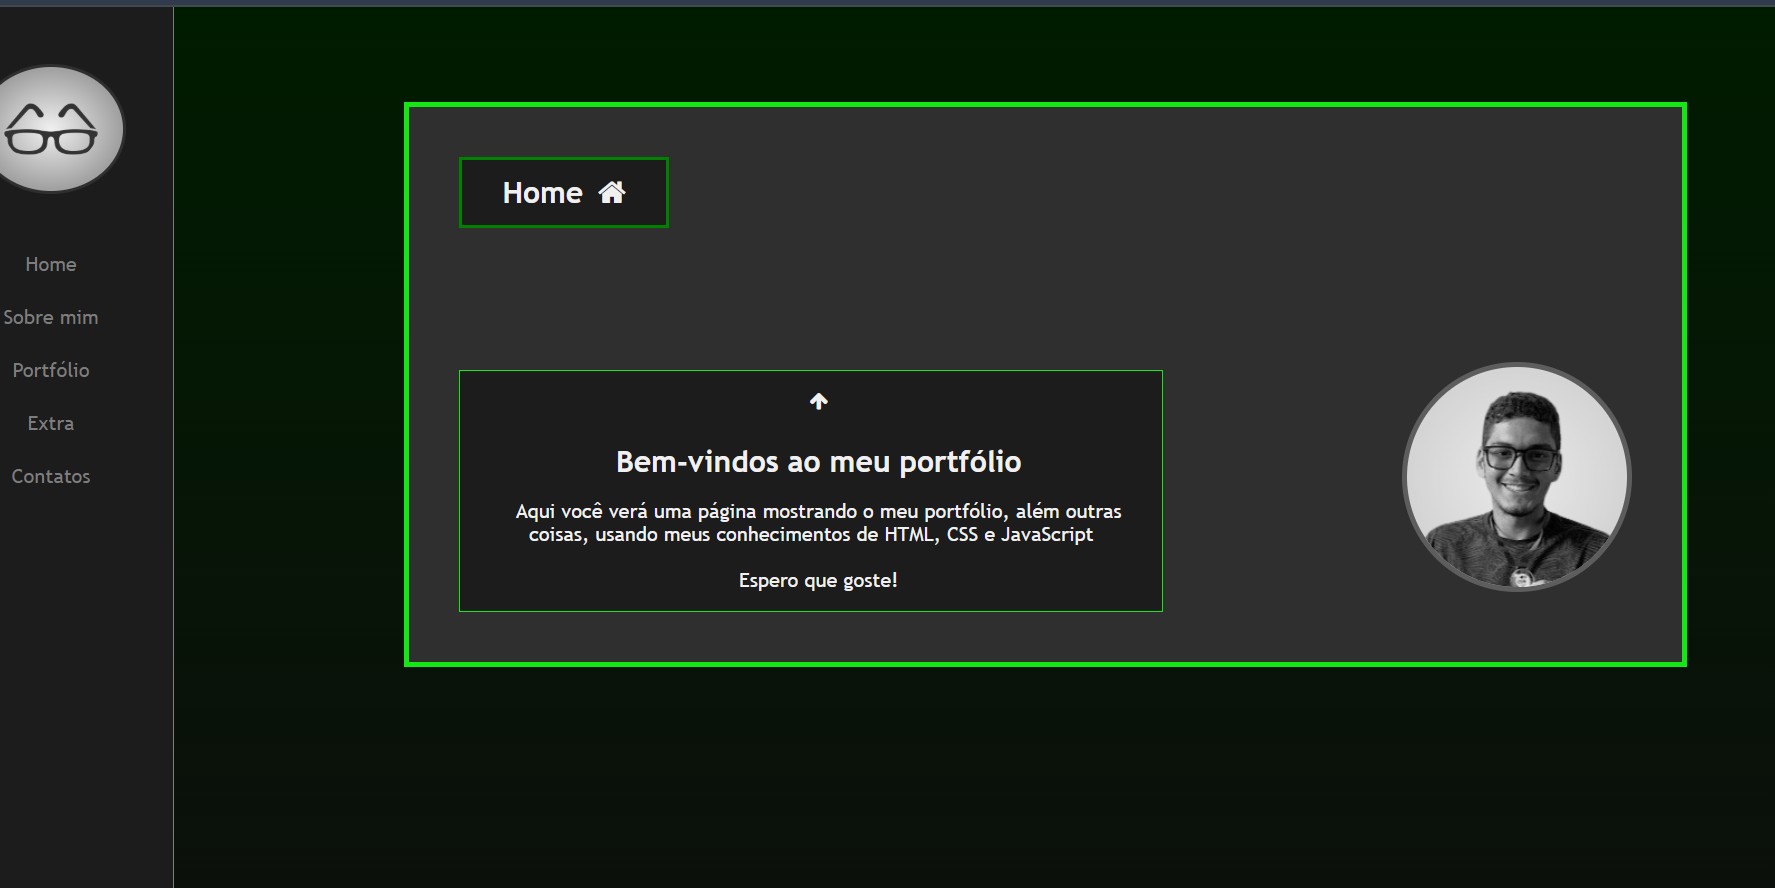 Home
Sobre mim
Portfólio
Extra
Contatos
Home
Bem-vindos ao meu portfólio
Aqui você verá uma página mostrando o meu portfólio, além outras
coisas, usando meus conhecimentos de HTML, CSS e JavaScript
Espero que goste!